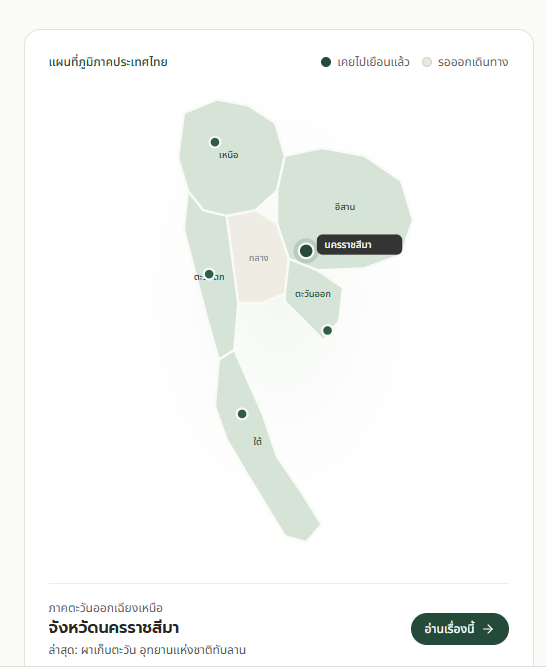 แผนที่ภูมิภาคประเทศไทย
เคยไปเยือนแล้ว
รอออกเดินทาง
เหนือ
อีสาน
นครราชสีมา
กลาง
ตะวันออก
ใต้
ภาคตะวันออกเฉียงเหนือ
จังหวัดนครราชสีมา
ล่าสุด: ผาเก็บตะวัน อุทยานแห่งชาติทับลาน
อ่านเรื่องนี้ →